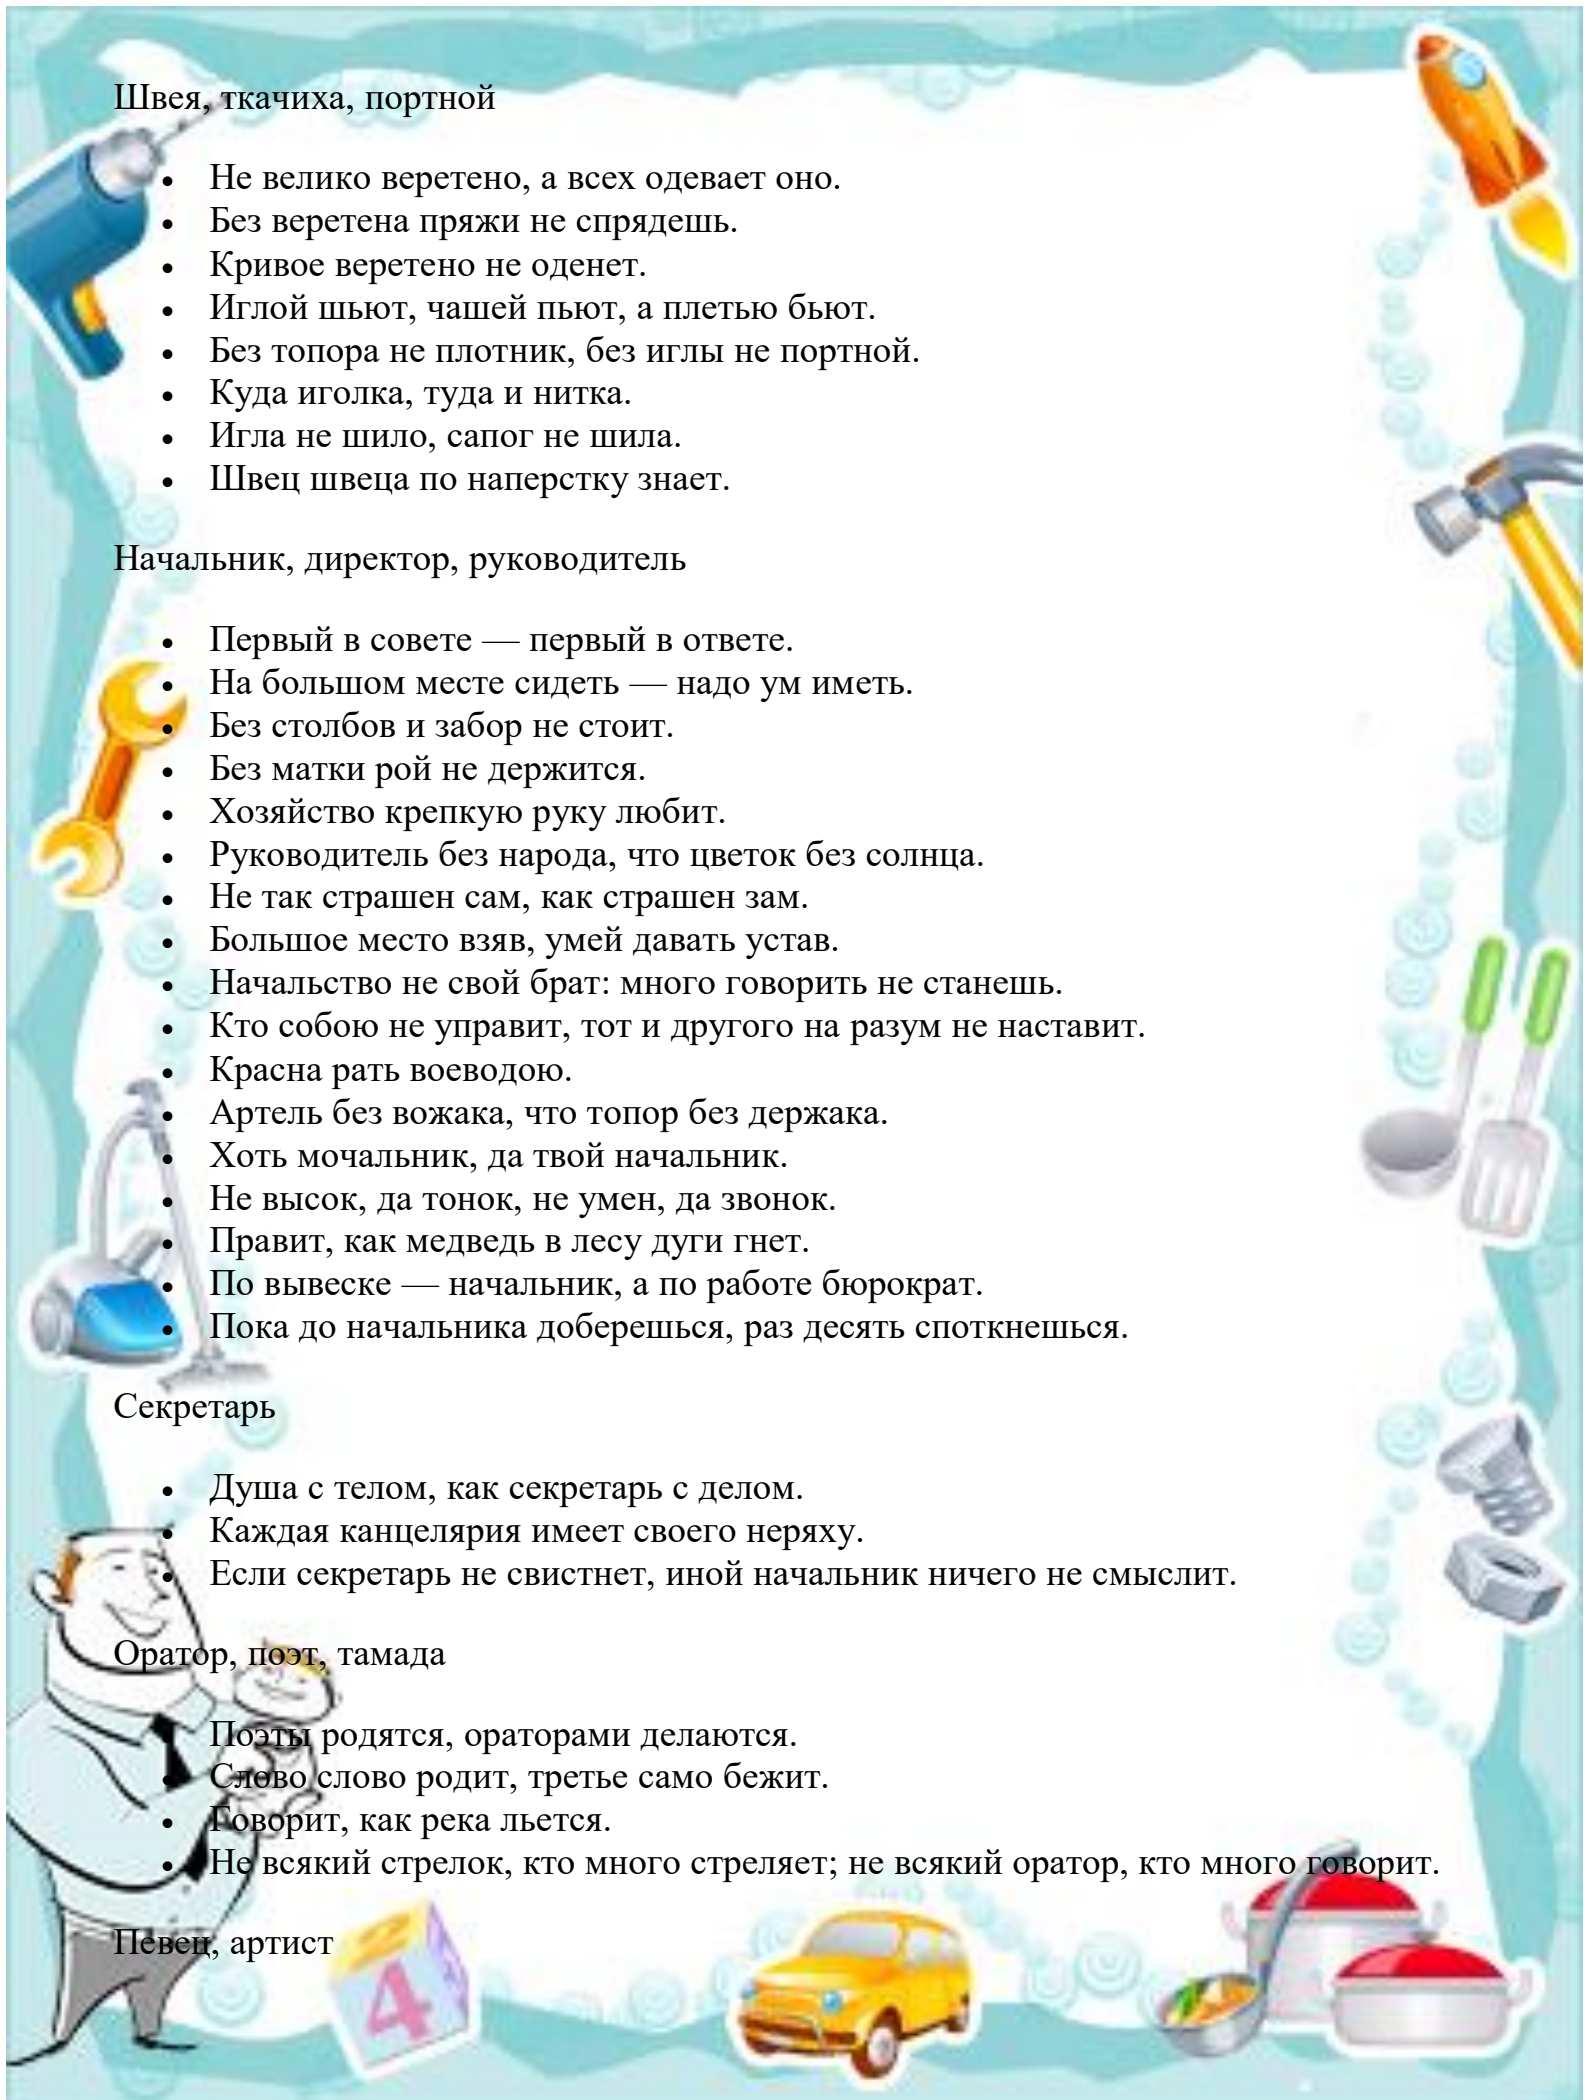 Швея, ткачиха, портной
• Не велико веретено, а всех одевает оно.
• Без веретена пряжи не спрядешь.
• Кривое веретено не оденет.
• Иглой шьют, чашей пьют, а плетью бьют.
• Без топора не плотник, без иглы не портной.
• Куда иголка, туда и нитка.
• Игла не шило, сапог не шила.
• Швец швеца по наперстку знает.
Начальник, директор, руководитель
• Первый в совете — первый в ответе.
• На большом месте сидеть — надо ум иметь.
• Без столбов и забор не стоит.
• Без матки рой не держится.
• Хозяйство крепкую руку любит.
• Руководитель без народа, что цветок без солнца.
• Не так страшен сам, как страшен зам.
• Большое место взяв, умей давать устав.
• Начальство не свой брат: много говорить не станешь.
• Кто собою не управит, тот и другого на разум не наставит.
• Красна рать воеводою.
• Артель без вожака, что топор без держака.
• Хоть мочальник, да твой начальник.
• Не высок, да тонок, не умен, да звонок.
• Правит, как медведь в лесу дуги гнет.
• По вывеске — начальник, а по работе бюрократ.
• Пока до начальника доберешься, раз десять споткнешься.
Секретарь
• Душа с телом, как секретарь с делом.
• Каждая канцелярия имеет своего неряху.
• Если секретарь не свистнет, иной начальник ничего не смыслит.
Оратор, поэт, тамада
• Поэты родятся, ораторами делаются.
• Слово слово родит, третье само бежит.
• Говорит, как река льется.
• Не всякий стрелок, кто много стреляет; не всякий оратор, кто много говорит.
Певец, артист
4
2